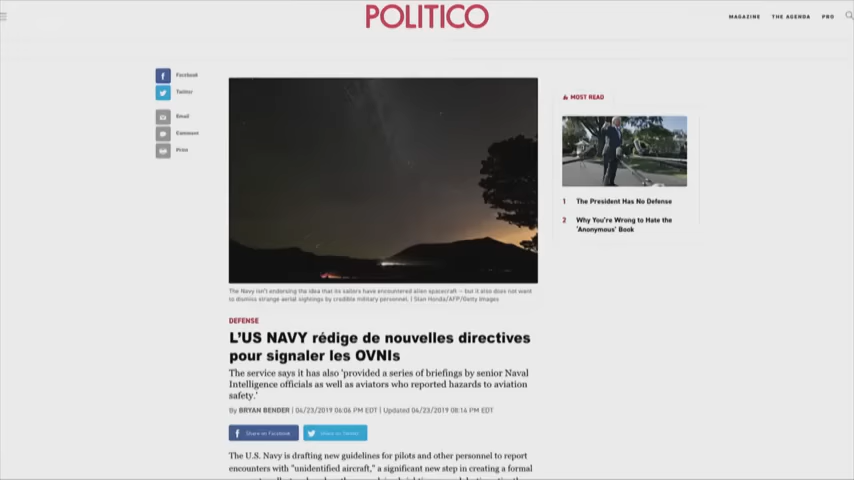 POLITICO
MAGAZINE THE AGENDA PRO
Facebook
Twitter
Email
Comment
Print
MOST READ
1 The President Has No Defense
2 Why You're Wrong to Hate the
'Anonymous' Book
The Navy isn't endorsing the idea that its sailors have encountered alien spacecraft — but it also does not want
to dismiss strange aerial sightings by credible military personnel. | Stan Honda/AFP/Getty Images
DEFENSE
L'US NAVY rédige de nouvelles directives
pour signaler les OVNIs
The service says it has also 'provided a series of briefings by senior Naval
Intelligence officials as well as aviators who reported hazards to aviation
safety.'
By BRYAN BENDER | 04/23/2019 06:06 PM EDT | Updated 04/23/2019 08:16 PM EDT
Share on Facebook Share on Twitter
The U.S. Navy is drafting new guidelines for pilots and other personnel to report
encounters with "unidentified aircraft," a significant new step in creating a formal